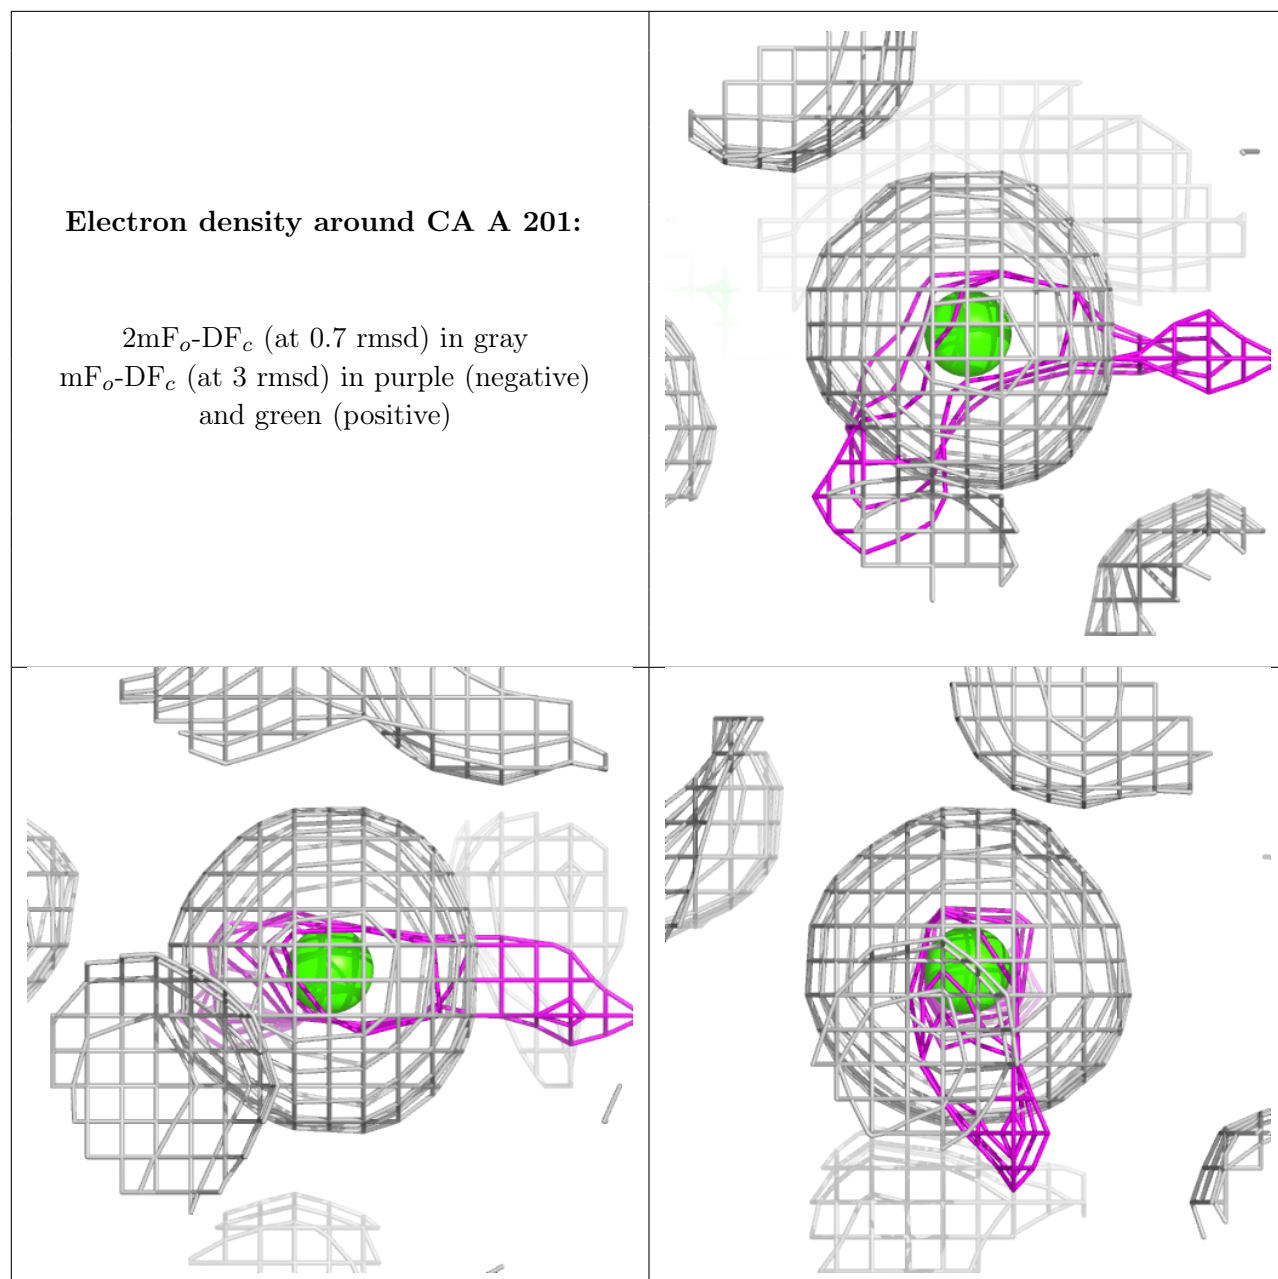 Electron density around CA A 201:
2mFo-DFc (at 0.7 rmsd) in gray
mFo-DFc (at 3 rmsd) in purple (negative)
and green (positive)